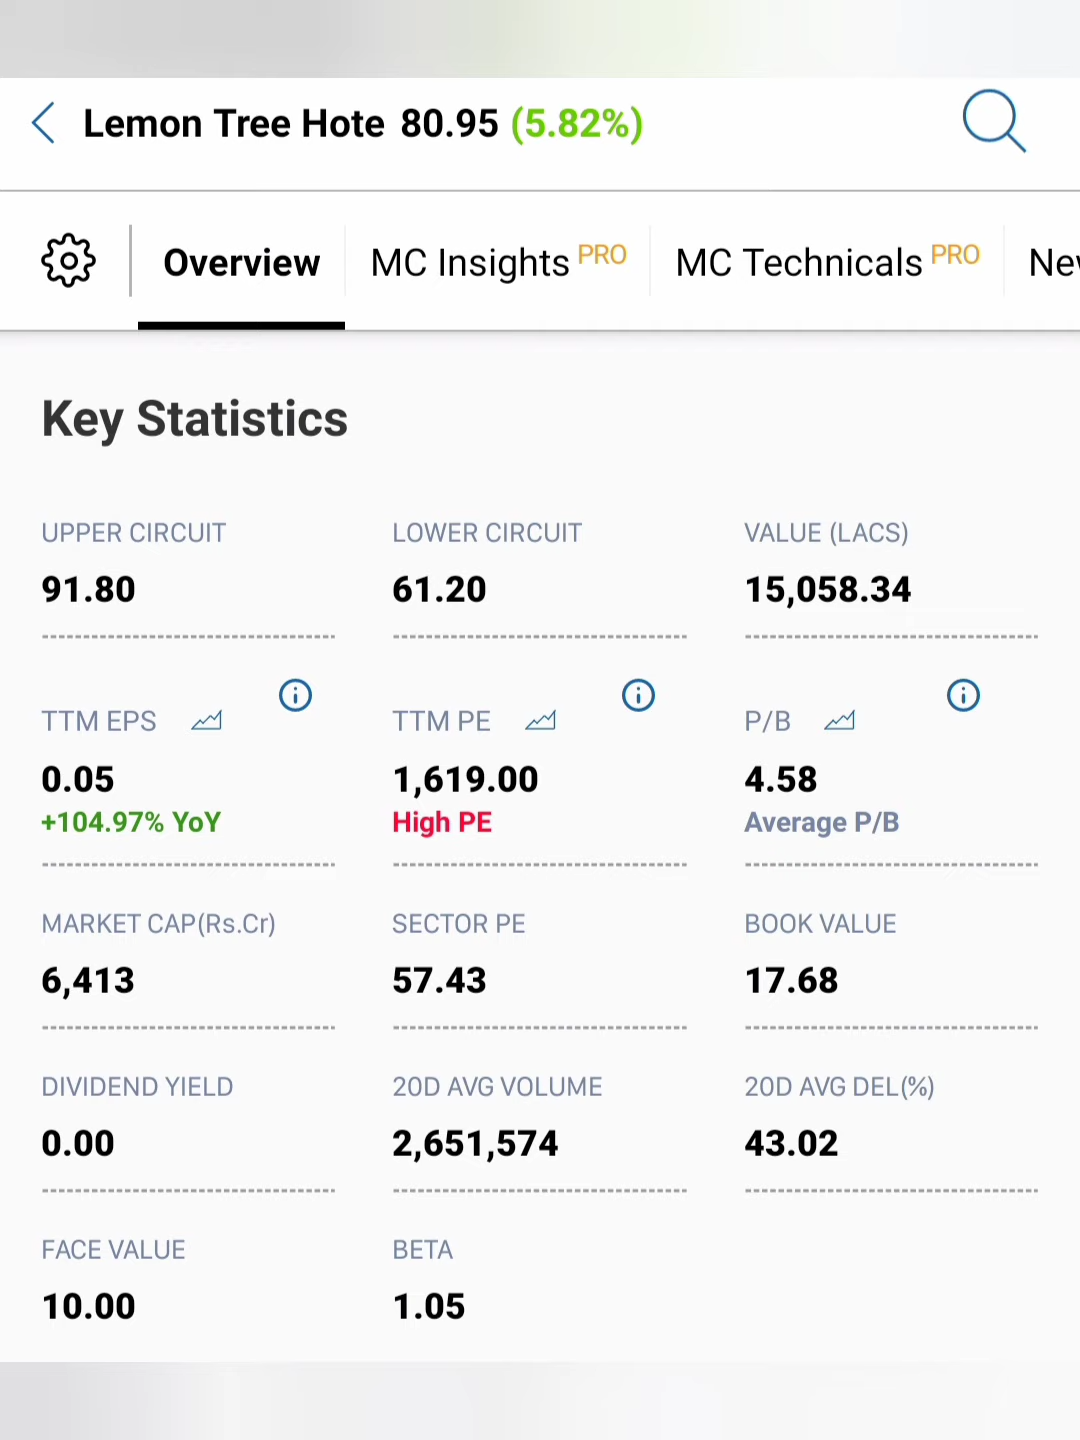 Lemon Tree Hote 80.95 (5.82%)
Overview MC Insights PRO MC Technicals PRO
Key Statistics
UPPER CIRCUIT LOWER CIRCUIT VALUE (LACS)
91.80 61.20 15,058.34
TTM EPS TTM PE P/B
0.05 1,619.00 4.58
+104.97% YoY High PE Average P/B
MARKET CAP(Rs.Cr) SECTOR PE BOOK VALUE
6,413 57.43 17.68
DIVIDEND YIELD 20D AVG VOLUME 20D AVG DEL(%)
0.00 2,651,574 43.02
FACE VALUE BETA
10.00 1.05